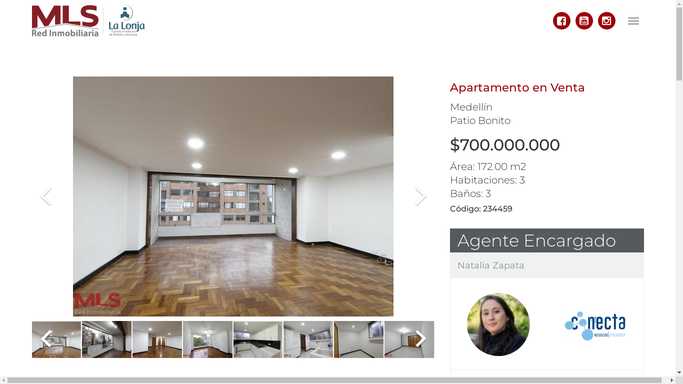 MLS
Red Inmobiliaria
La Lonja
Apartamento en Venta
Medellín
Patio Bonito
$700.000.000
Área: 172.00 m2
Habitaciones: 3
Baños: 3
Código: 234459
Agente Encargado
Natalia Zapata
MLS
conecta